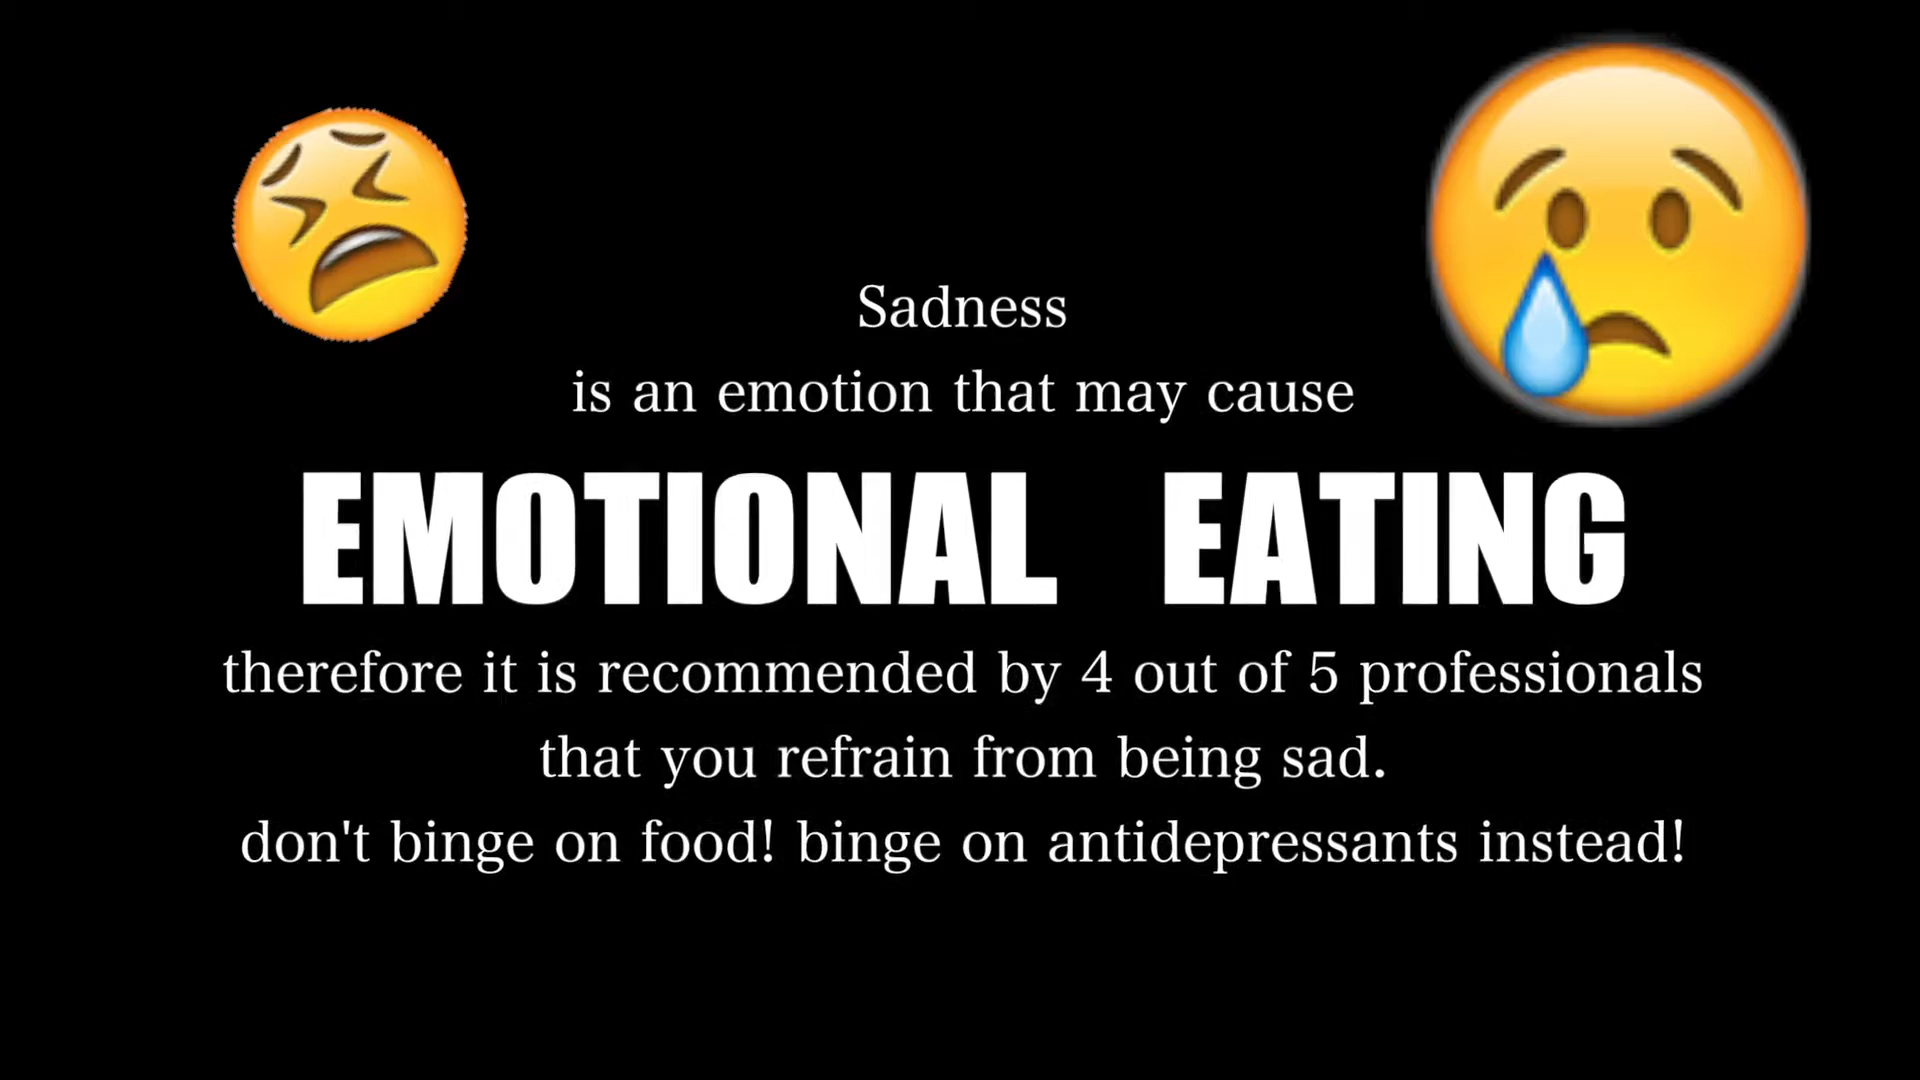 Sadness
is an emotion that may cause
EMOTIONAL EATING
therefore it is recommended by 4 out of 5 professionals
that you refrain from being sad.
don't binge on food! binge on antidepressants instead!